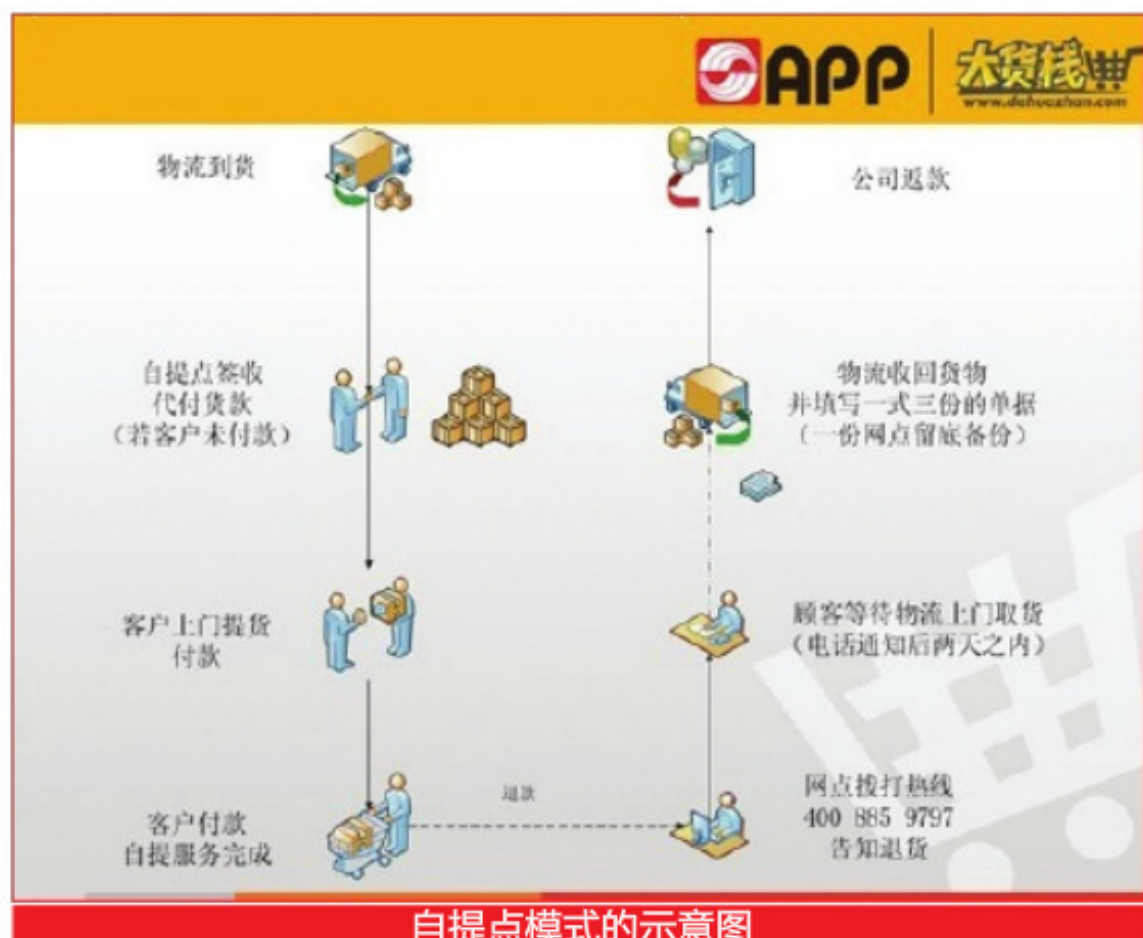 APP
大货栈
www.dahuozhan.com
物流到货
自提点签收
代付货款
（若客户未付款）
客户上门提货
付款
客户付款
自提服务完成
退款
公司返款
物流收回货物
并填写一式三份的单据
（一份网点留底备份）
顾客等待物流上门取货
（电话通知后两天之内）
网点拨打热线
400 885 9797
告知退货
自提点模式的示意图